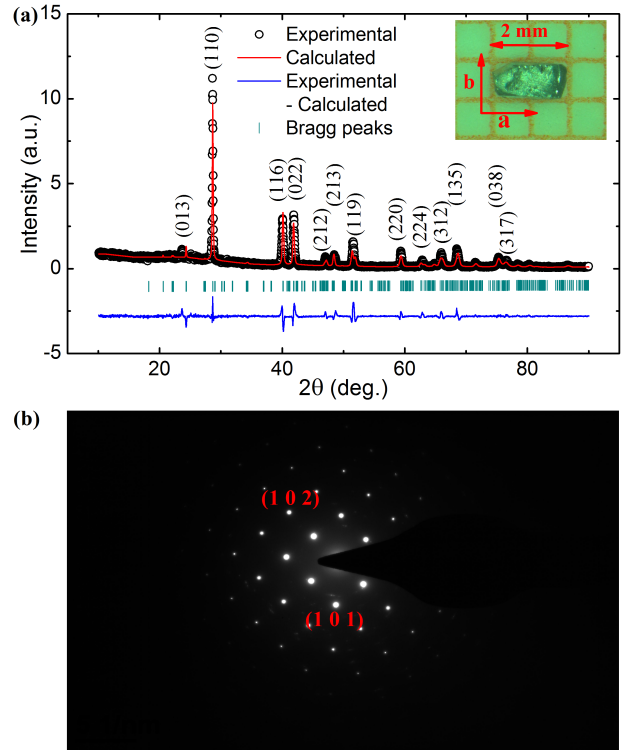 (a)
15
10
5
0
-5
Intensity (a.u.)
Experimental
Calculated
Experimental
- Calculated
Bragg peaks
2 mm
b
a
(013)
(110)
(116)
(022)
(212)
(213)
(119)
(220)
(224)
(312)
(135)
(038)
(317)
20
40
60
80
2θ (deg.)
(b)
(1 0 2)
(1 0 1)